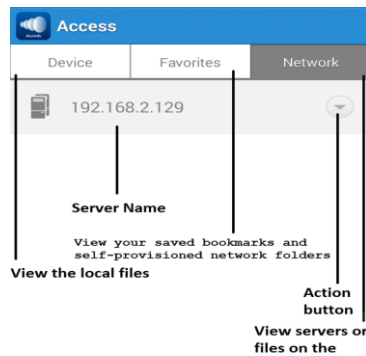 Access
Device Favorites Network
192.168.2.129
Server Name
View your saved bookmarks and
self-provisioned network folders
View the local files
Action
button
View servers or
files on the